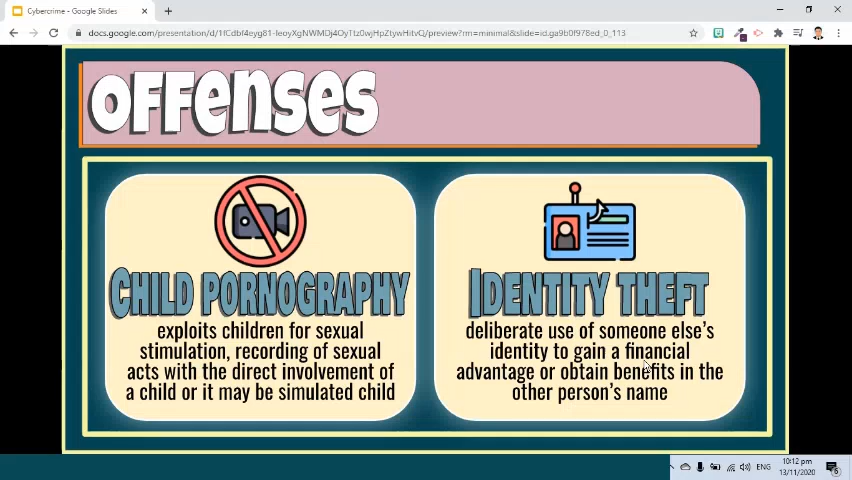 Cybercrime - Google Slides
docs.google.com/presentation/d/1fCdbf4eyg81-IeoyXgNWMDj4OyTtz0wjHpZtywHitvQ/preview?rm=minimal&slide=id.ga9b0f978ed_0_113
offenses
CHILD PORNOGRAPHY
exploits children for sexual
stimulation, recording of sexual
acts with the direct involvement of
a child or it may be simulated child
IDENTITY THEFT
deliberate use of someone else's
identity to gain a financial
advantage or obtain benefits in the
other person's name
ENG
10:12 pm
13/11/2020